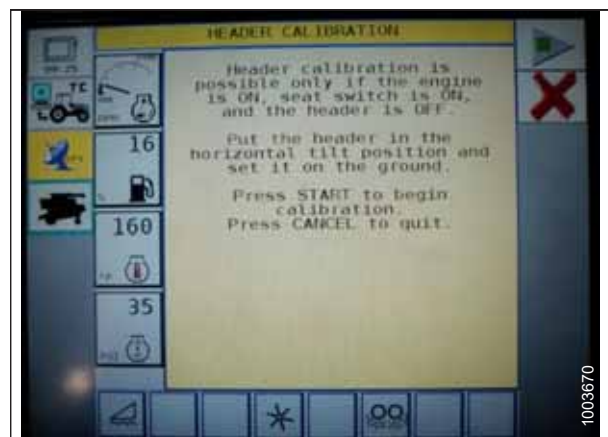 HEADER CALIBRATION
Header calibration is
possible only if the engine
is ON, seat switch is ON,
and the header is OFF.
Put the header in the
horizontal tilt position and
set it on the ground.
Press START to begin
calibration.
Press CANCEL to quit.
TC
16
160
35
1003670